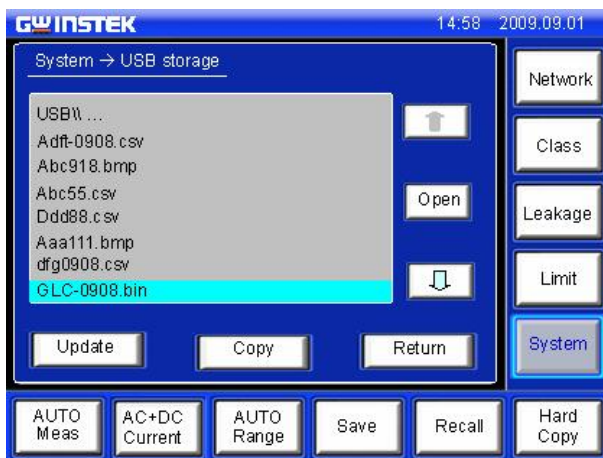 GW INSTEK
14:58 2009.09.01
System → USB storage
USB\\ ...
Adft-0908.csv
Abc918.bmp
Abc55.csv
Ddd88.csv
Aaa111.bmp
dfg0908.csv
GLC-0908.bin
Open
Update
Copy
Return
Network
Class
Leakage
Limit
System
AUTO
Meas
AC+DC
Current
AUTO
Range
Save
Recall
Hard
Copy